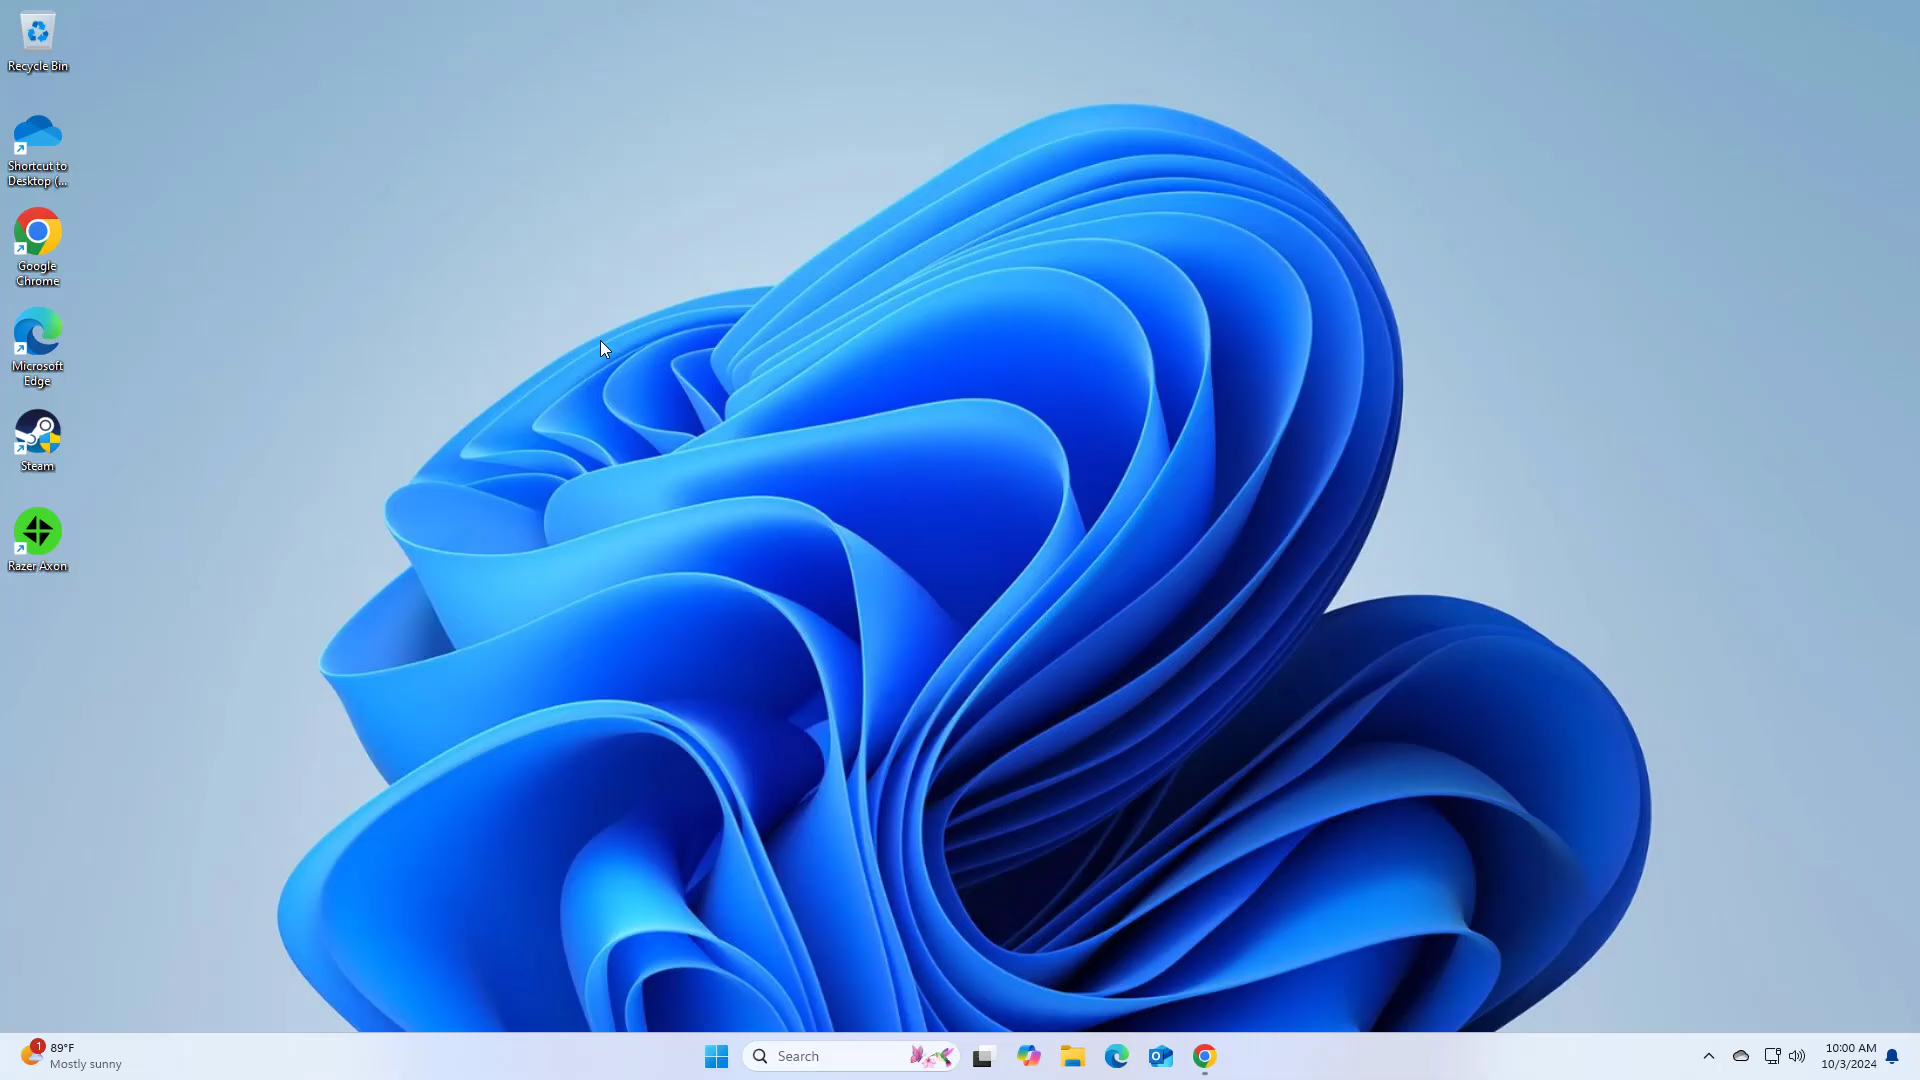 Recycle Bin
Shortcut to
Desktop (...
Google
Chrome
Microsoft
Edge
Steam
Razer Axon
1
89°F
Mostly sunny
Search
10:00 AM
10/3/2024